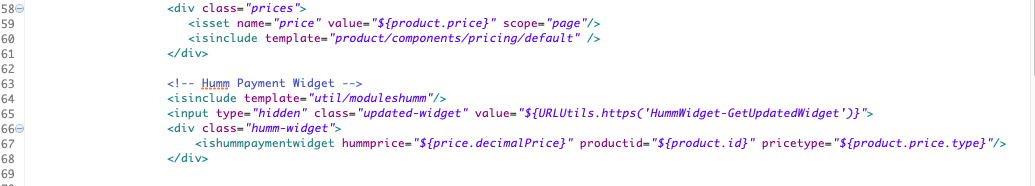 58 <div class="prices">
59 <isset name="price" value="${product.price}" scope="page"/>
60 <isinclude template="product/components/pricing/default" />
61 </div>
62
63 <!-- Humm Payment Widget -->
64 <isinclude template="util/moduleshumm"/>
65 <input type="hidden" class="updated-widget" value="${URLUtils.https('HummWidget-GetUpdatedWidget')}">
66 <div class="humm-widget">
67 <ishummpaymentwidget hummprice="${price.decimalPrice}" productid="${product.id}" pricetype="${product.price.type}"/>
68 </div>
69